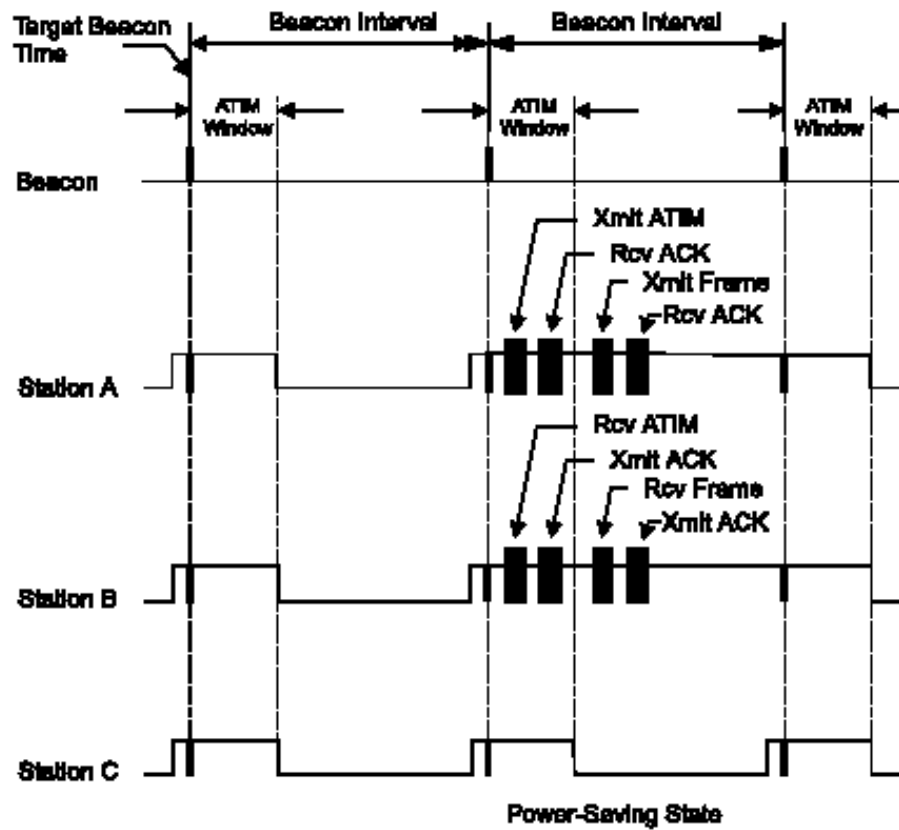 Target Beacon
Time
Beacon Interval
Beacon Interval
ATIM
Window
ATIM
Window
ATIM
Window
Beacon
Xmit ATIM
Rcv ACK
Xmit Frame
Rcv ACK
Station A
Rcv ATIM
Xmit ACK
Rcv Frame
Xmit ACK
Station B
Station C
Power-Saving State